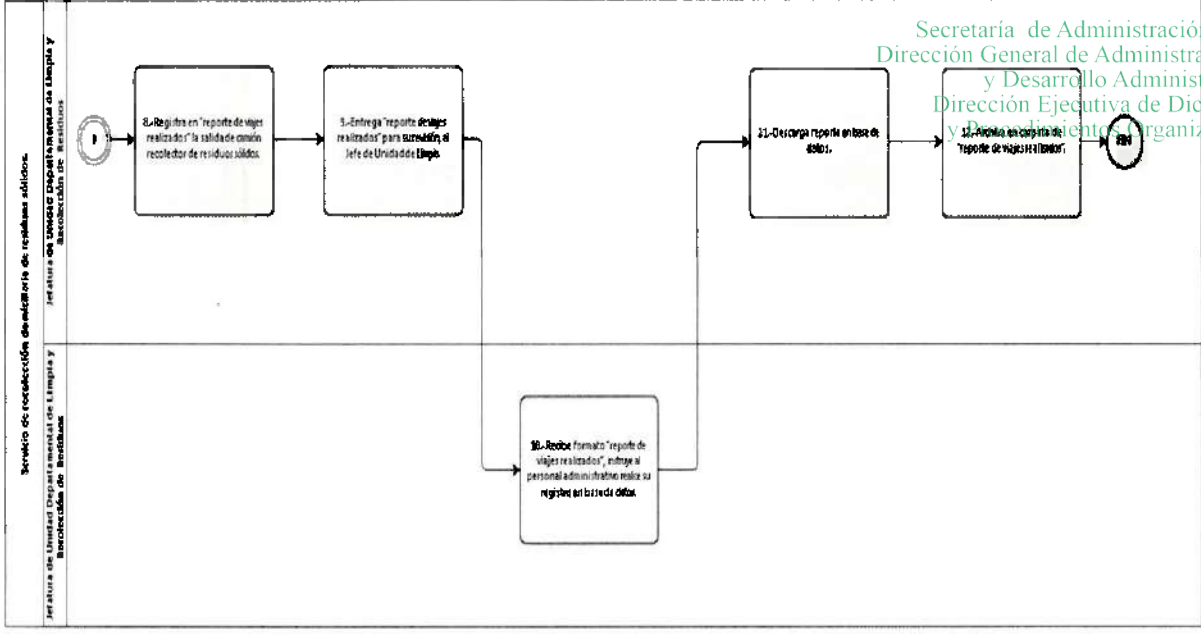 Secretaría de Administració
Dirección General de Administra
y Desarrollo Administ
Dirección Ejecutiva de Dic
y Procedimientos Organiz
Servicio de recolección domiciliaria de residuos sólidos.
Jefatura de Unidad Departamental de Limpia y
Recolección de Residuos
8.-Registra en "reporte de viajes
realizados" la salida de camión
recolector de residuos sólidos.
9.-Entrega "reporte de viajes
realizados" para supervisión, al
Jefe de Unidad de Limpia.
11.-Descarga reporte en base de
datos.
12.-Archiva en carpeta de
"reporte de viajes realizados".
FIN
Jefatura de Unidad Departamental de Limpia y
Recolección de Residuos
10.-Recibe formato "reporte de
viajes realizados", instruye al
personal administrativo realice su
registro en base de datos.